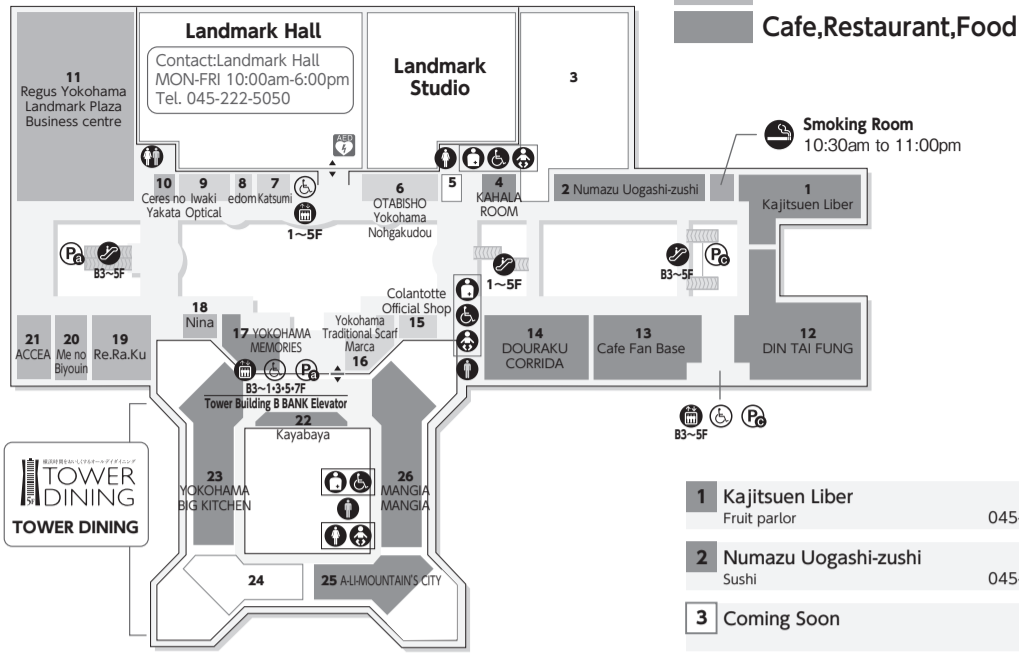 Cafe,Restaurant,Food
Landmark Hall
Contact:Landmark Hall
MON-FRI 10:00am-6:00pm
Tel. 045-222-5050
Landmark
Studio
3
11
Regus Yokohama
Landmark Plaza
Business centre
AED
Smoking Room
10:30am to 11:00pm
10
Ceres no
Yakata
9
Iwaki
Optical
8
edom
7
Katsumi
1~5F
6
OTABISHO
Yokohama
Nohgakudou
5
4
KAHALA
ROOM
2 Numazu Uogashi-zushi
1
Kajitsuen Liber
Pa
B3~5F
1~5F
B3~5F
Pc
21
ACCEA
20
Me no
Biyouin
19
Re.Ra.Ku
18
Nina
17 YOKOHAMA
MEMORIES
Yokohama
Traditional Scarf
Marca
16
Colantotte
Official Shop
15
14
DOURAKU
CORRIDA
13
Cafe Fan Base
12
DIN TAI FUNG
Pa
B3~1•3•5•7F
Tower Building B BANK Elevator
Pc
B3~5F
22
Kayabaya
23
YOKOHAMA
BIG KITCHEN
26
MANGIA
MANGIA
24
25 A-LI-MOUNTAIN'S CITY
5F
TOWER
DINING
TOWER DINING
1 Kajitsuen Liber
Fruit parlor 045-
2 Numazu Uogashi-zushi
Sushi 045-
3 Coming Soon